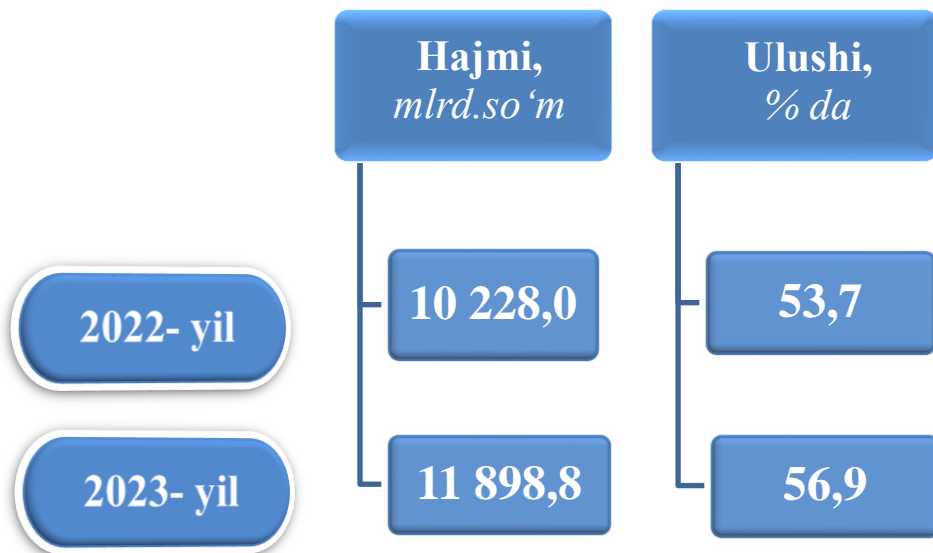 Hajmi,
mlrd.so‘m
Ulushi,
% da
2022- yil
10 228,0
53,7
2023- yil
11 898,8
56,9